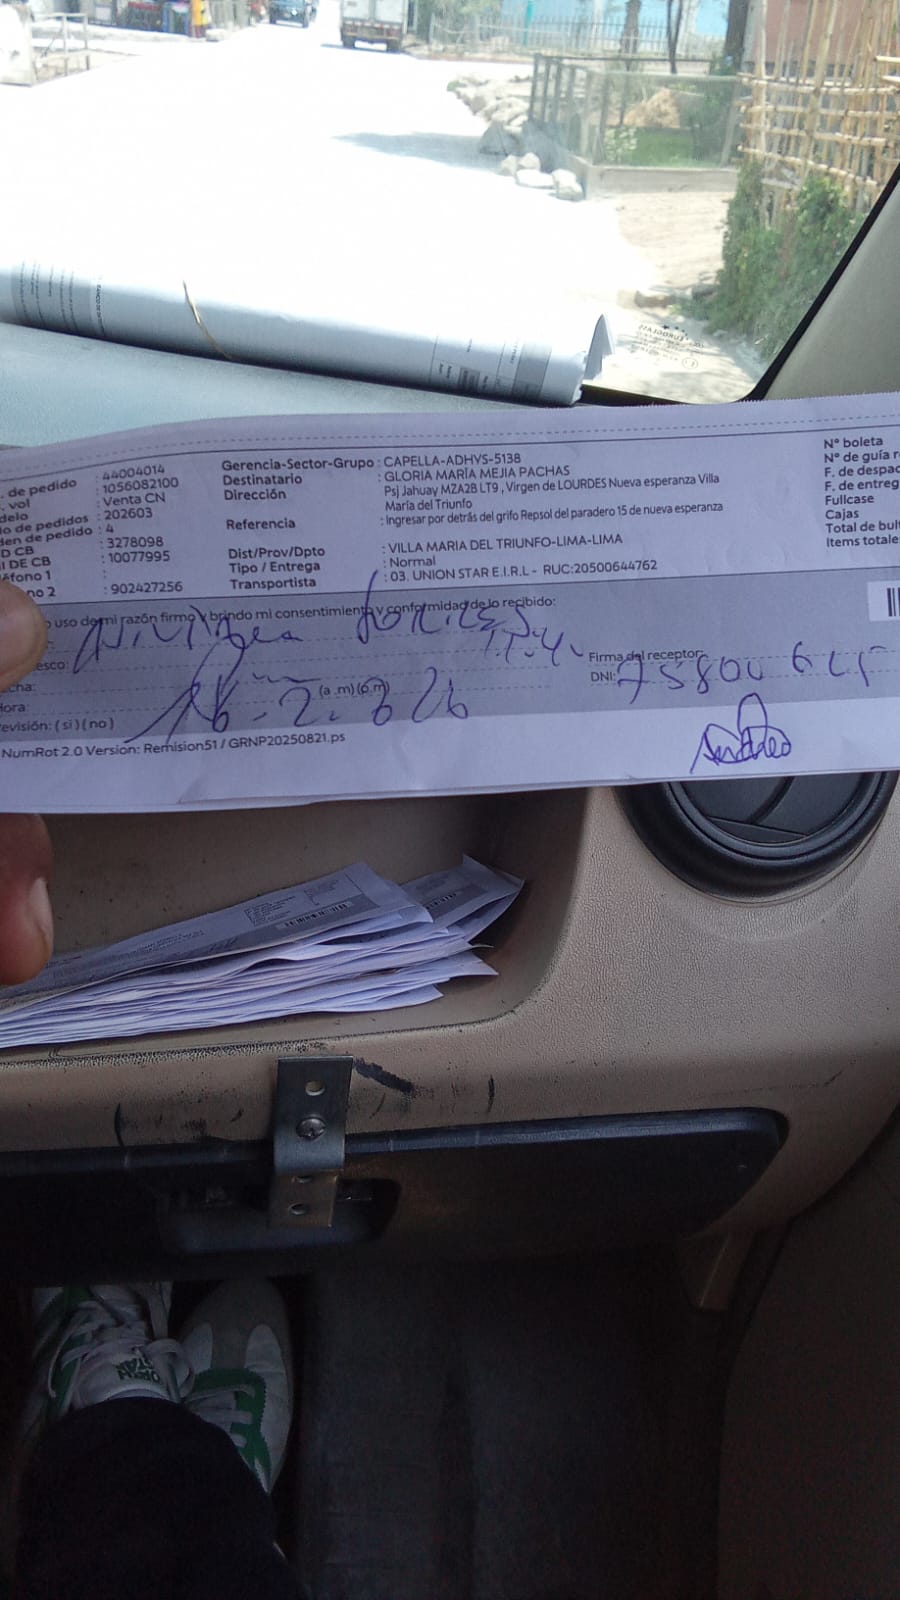 . de pedido : 44004014
. vol : 1056082100
delo : Venta CN
o de pedidos : 202603
den de pedido : 4
D CB : 3278098
I DE CB : 10077995
éfono 1 :
no 2 : 902427256
Gerencia-Sector-Grupo : CAPELLA-ADHVS-5138
Destinatario : GLORIA MARÍA MEJIA PACHAS
Dirección : Psj Jahuay MZA2B LT9 , Virgen de LOURDES Nueva esperanza Villa
María del Triunfo
Referencia : Ingresar por detrás del grifo Repsol del paradero 15 de nueva esperanza
Dist/Prov/Dpto : VILLA MARIA DEL TRIUNFO-LIMA-LIMA
Tipo / Entrega : Normal
Transportista : 03. UNION STAR E.I.R.L - RUC:20500644762
N° boleta
N° de guía r
F. de despac
F. de entreg
Fullcase
Cajas
Total de bul
Items totale
o uso de mi razón firmo y brindo mi consentimiento y conformidad de lo recibido:
esco:
cha:
ora:
(a .m) (p.m)
evisión: ( si ) ( no )
Firma del receptor:
DNI:
NumRot 2.0 Version: Remision51 / GRNP20250821.ps